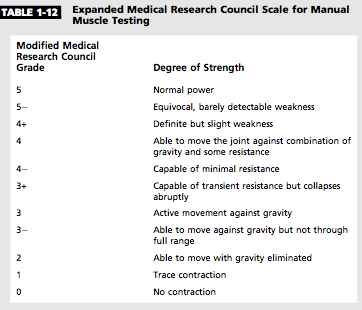 TABLE 1-12 Expanded Medical Research Council Scale for Manual
Muscle Testing
Modified Medical
Research Council
Grade Degree of Strength
5 Normal power
5− Equivocal, barely detectable weakness
4+ Definite but slight weakness
4 Able to move the joint against combination of
gravity and some resistance
4− Capable of minimal resistance
3+ Capable of transient resistance but collapses
abruptly
3 Active movement against gravity
3− Able to move against gravity but not through
full range
2 Able to move with gravity eliminated
1 Trace contraction
0 No contraction